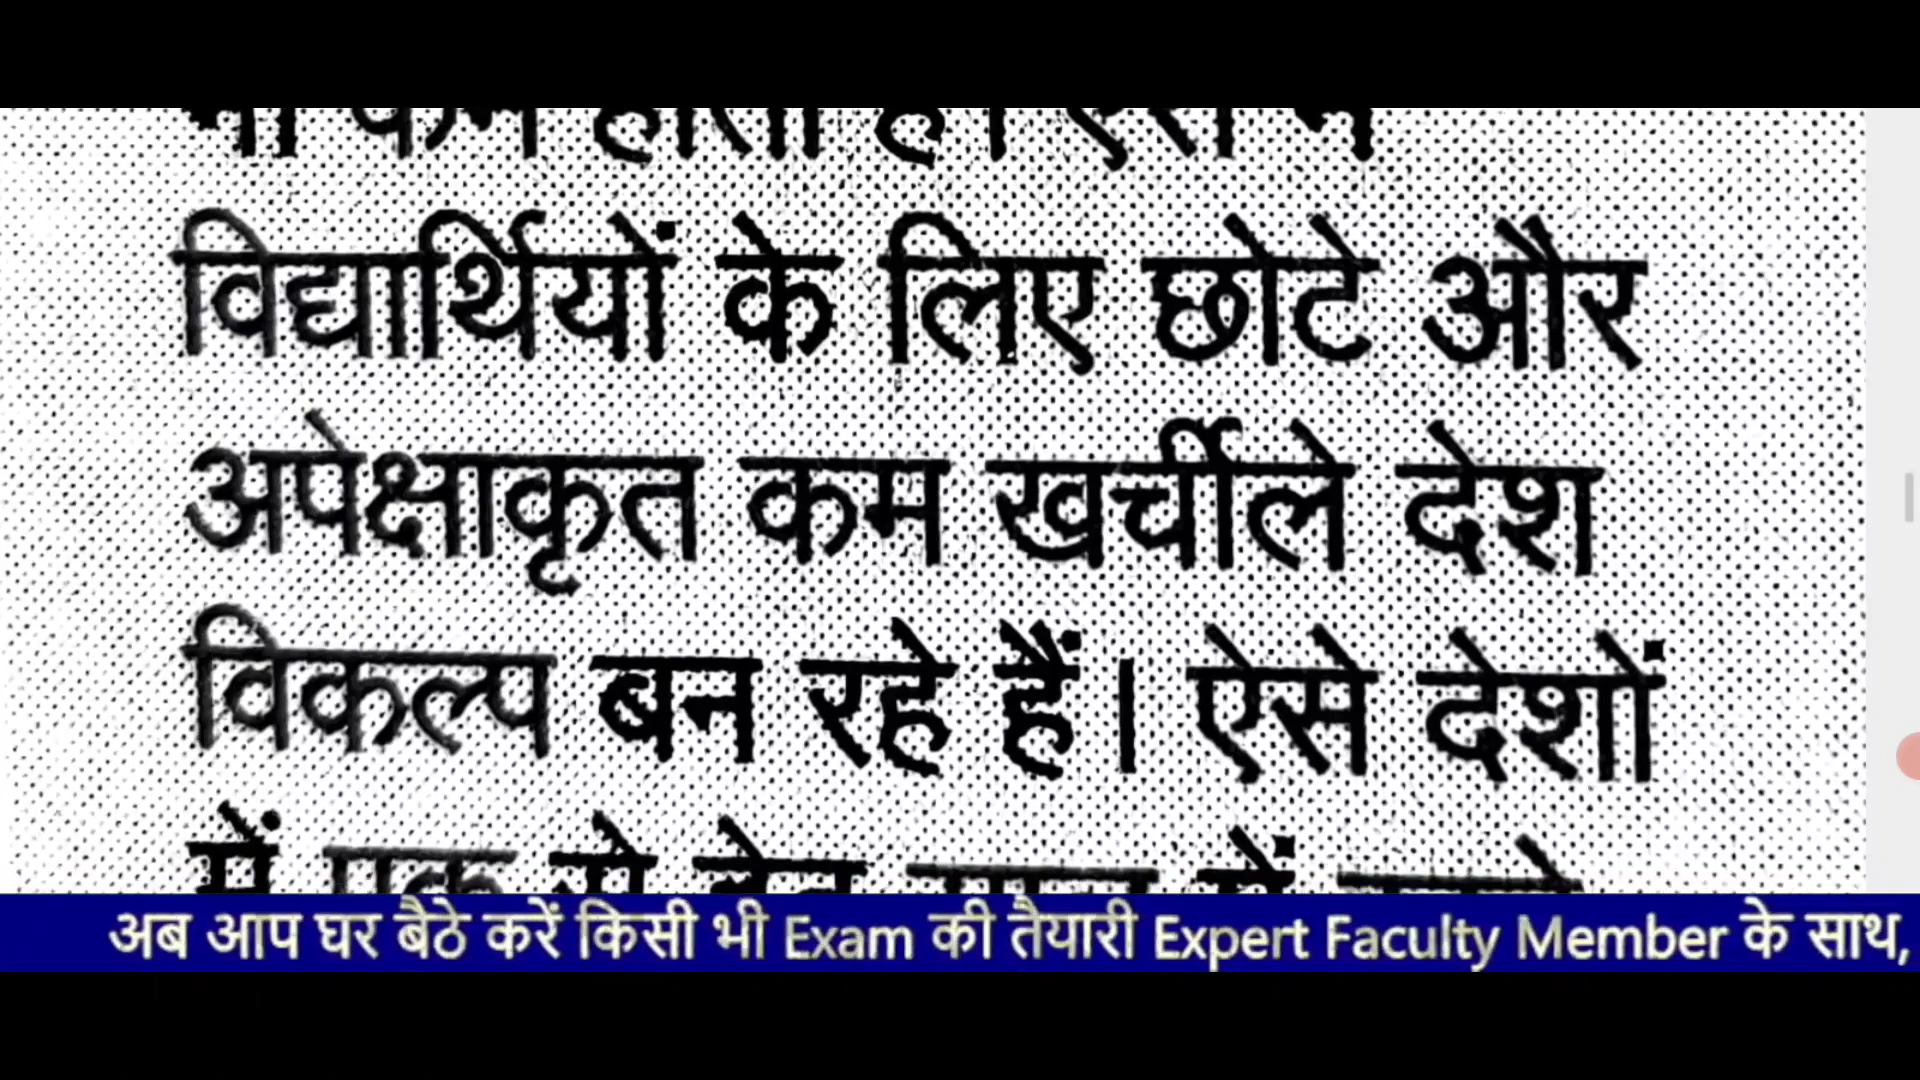 विद्यार्थियों के लिए छोटे और
अपेक्षाकृत कम खर्चीले देश
विकल्प बन रहे हैं। ऐसे देशों
अब आप घर बैठे करें किसी भी Exam की तैयारी Expert Faculty Member के साथ,